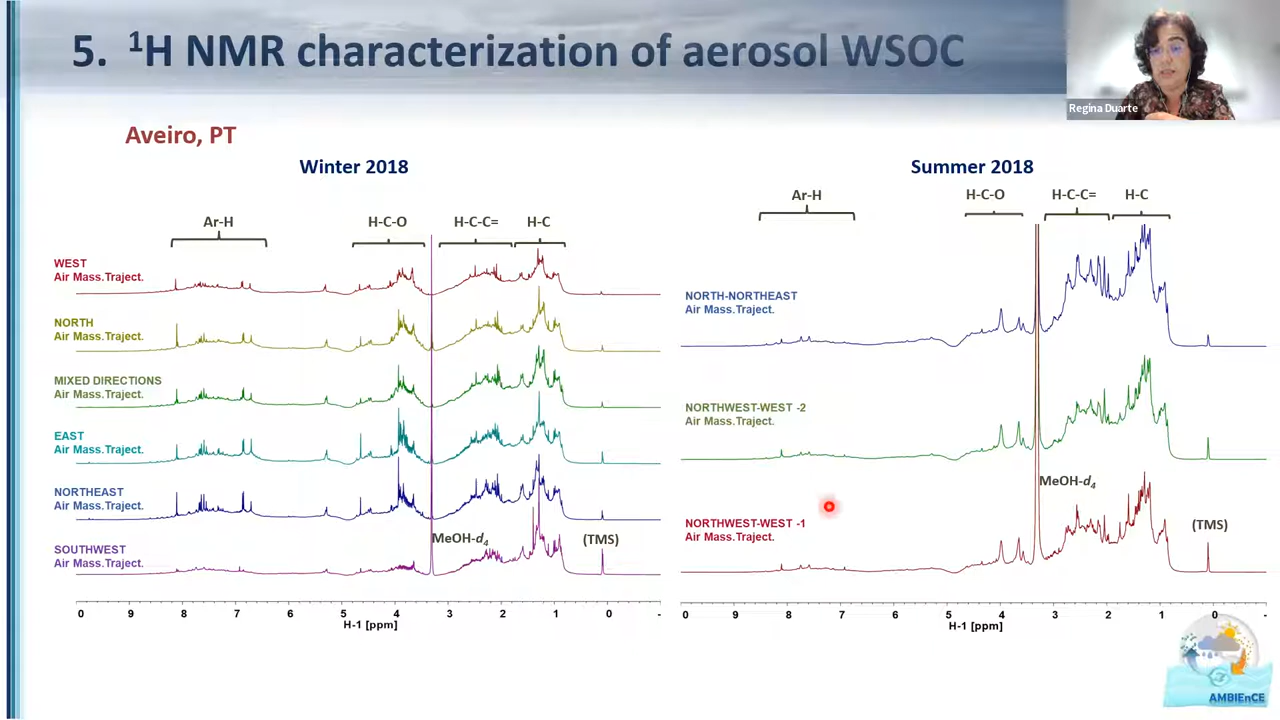 5. ¹H NMR characterization of aerosol WSOC
Regina Duarte
Aveiro, PT
Winter 2018
Ar-H
H-C-O
H-C-C=
H-C
WEST
Air Mass.Traject.
NORTH
Air Mass.Traject.
MIXED DIRECTIONS
Air Mass.Traject.
EAST
Air Mass.Traject.
NORTHEAST
Air Mass.Traject.
SOUTHWEST
Air Mass.Traject.
MeOH-d₄
(TMS)
0 9 8 7 6 5 4 3 2 1 0 -
H-1 [ppm]
Summer 2018
Ar-H
H-C-O
H-C-C=
H-C
NORTH-NORTHEAST
Air Mass.Traject.
NORTHWEST-WEST -2
Air Mass.Traject.
MeOH-d₄
NORTHWEST-WEST -1
Air Mass.Traject.
(TMS)
0 9 8 7 6 5 4 3 2 1 0 -
H-1 [ppm]
AMBIEnCE